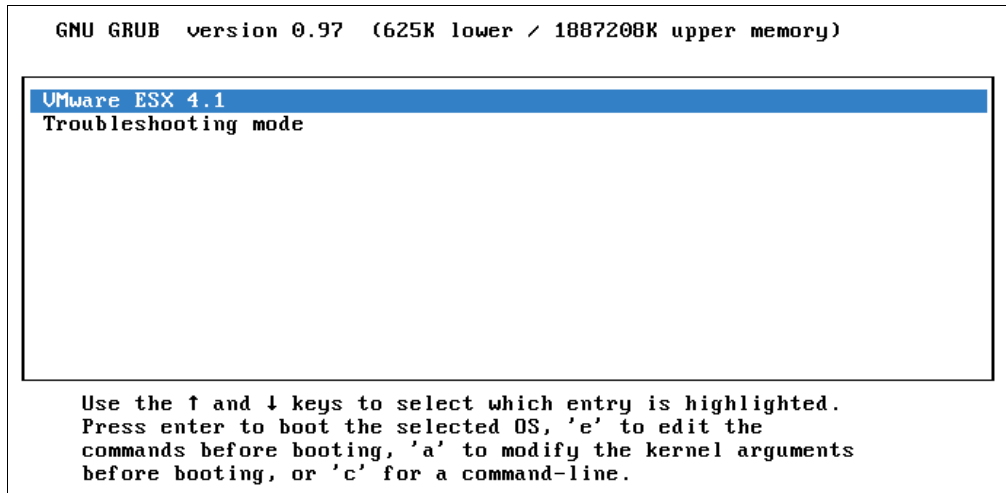 GNU GRUB version 0.97 (625K lower / 1887208K upper memory)
VMware ESX 4.1
Troubleshooting mode
Use the ↑ and ↓ keys to select which entry is highlighted.
Press enter to boot the selected OS, 'e' to edit the
commands before booting, 'a' to modify the kernel arguments
before booting, or 'c' for a command-line.